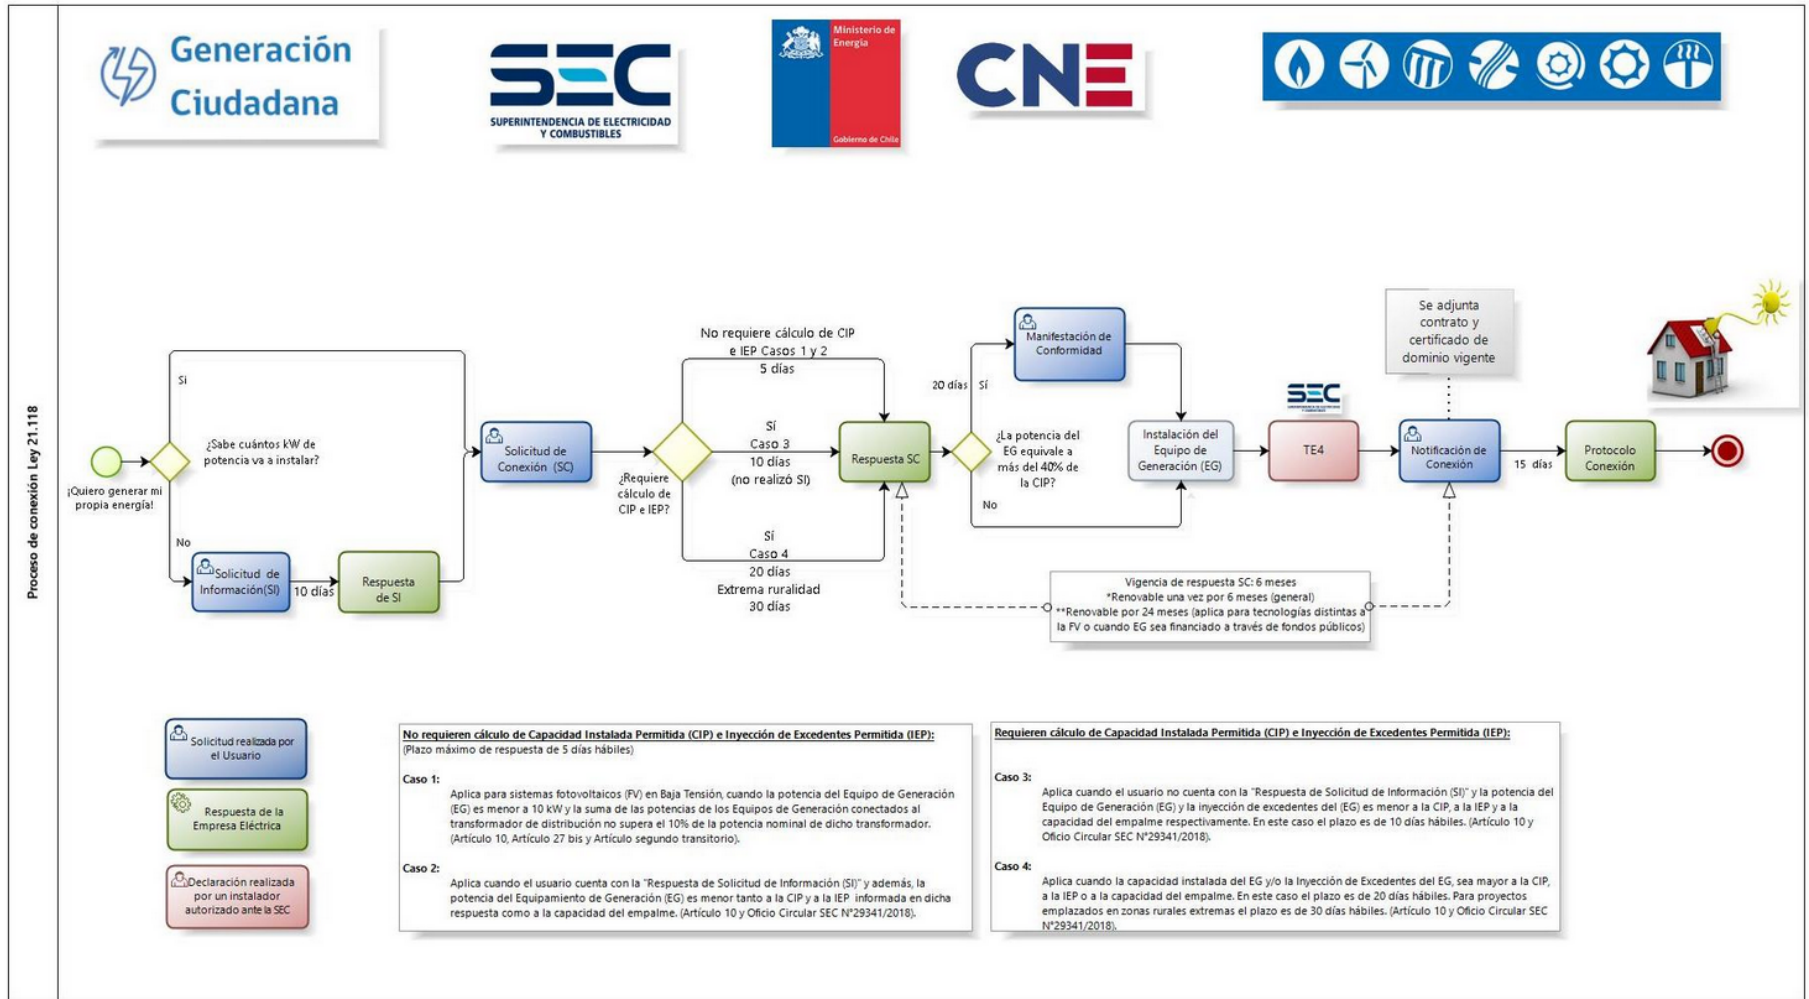 Generación
Ciudadana
SEC
SUPERINTENDENCIA DE ELECTRICIDAD
Y COMBUSTIBLES
Ministerio de
Energía
Gobierno de Chile
CNE
Proceso de conexión Ley 21.118
¡Quiero generar mi
propia energía!
¿Sabe cuántos kW de
potencia va a instalar?
Si
No
Solicitud de
Información(SI)
10 días
Respuesta
de SI
Solicitud de
Conexión (SC)
¿Requiere
cálculo de
CIP e IEP?
No requiere cálculo de CIP
e IEP Casos 1 y 2
5 días
Sí
Caso 3
10 días
(no realizó SI)
Sí
Caso 4
20 días
Extrema ruralidad
30 días
Respuesta SC
20 días
Sí
¿La potencia del
EG equivale a
más del 40% de
la CIP?
No
Manifestación de
Conformidad
Instalación del
Equipo de
Generación (EG)
SEC
TE4
Se adjunta
contrato y
certificado de
dominio vigente
Notificación de
Conexión
15 días
Protocolo
Conexión
Vigencia de respuesta SC: 6 meses
*Renovable una vez por 6 meses (general)
**Renovable por 24 meses (aplica para tecnologías distintas a
la FV o cuando EG sea financiado a través de fondos públicos)
Solicitud realizada por
el Usuario
Respuesta de la
Empresa Eléctrica
Declaración realizada
por un instalador
autorizado ante la SEC
No requieren cálculo de Capacidad Instalada Permitida (CIP) e Inyección de Excedentes Permitida (IEP):
(Plazo máximo de respuesta de 5 días hábiles)
Caso 1:
Aplica para sistemas fotovoltaicos (FV) en Baja Tensión, cuando la potencia del Equipo de Generación
(EG) es menor a 10 kW y la suma de las potencias de los Equipos de Generación conectados al
transformador de distribución no supera el 10% de la potencia nominal de dicho transformador.
(Artículo 10, Artículo 27 bis y Artículo segundo transitorio).
Caso 2:
Aplica cuando el usuario cuenta con la "Respuesta de Solicitud de Información (SI)" y además, la
potencia del Equipamiento de Generación (EG) es menor tanto a la CIP y a la IEP informada en dicha
respuesta como a la capacidad del empalme. (Artículo 10 y Oficio Circular SEC N°29341/2018).
Requieren cálculo de Capacidad Instalada Permitida (CIP) e Inyección de Excedentes Permitida (IEP):
Caso 3:
Aplica cuando el usuario no cuenta con la "Respuesta de Solicitud de Información (SI)" y la potencia del
Equipo de Generación (EG) y la inyección de excedentes del (EG) es menor a la CIP, a la IEP y a la
capacidad del empalme respectivamente. En este caso el plazo es de 10 días hábiles. (Artículo 10 y
Oficio Circular SEC N°29341/2018).
Caso 4:
Aplica cuando la capacidad instalada del EG y/o la Inyección de Excedentes del EG, sea mayor a la CIP,
a la IEP o a la capacidad del empalme. En este caso el plazo es de 20 días hábiles. Para proyectos
emplazados en zonas rurales extremas el plazo es de 30 días hábiles. (Artículo 10 y Oficio Circular SEC
N°29341/2018).